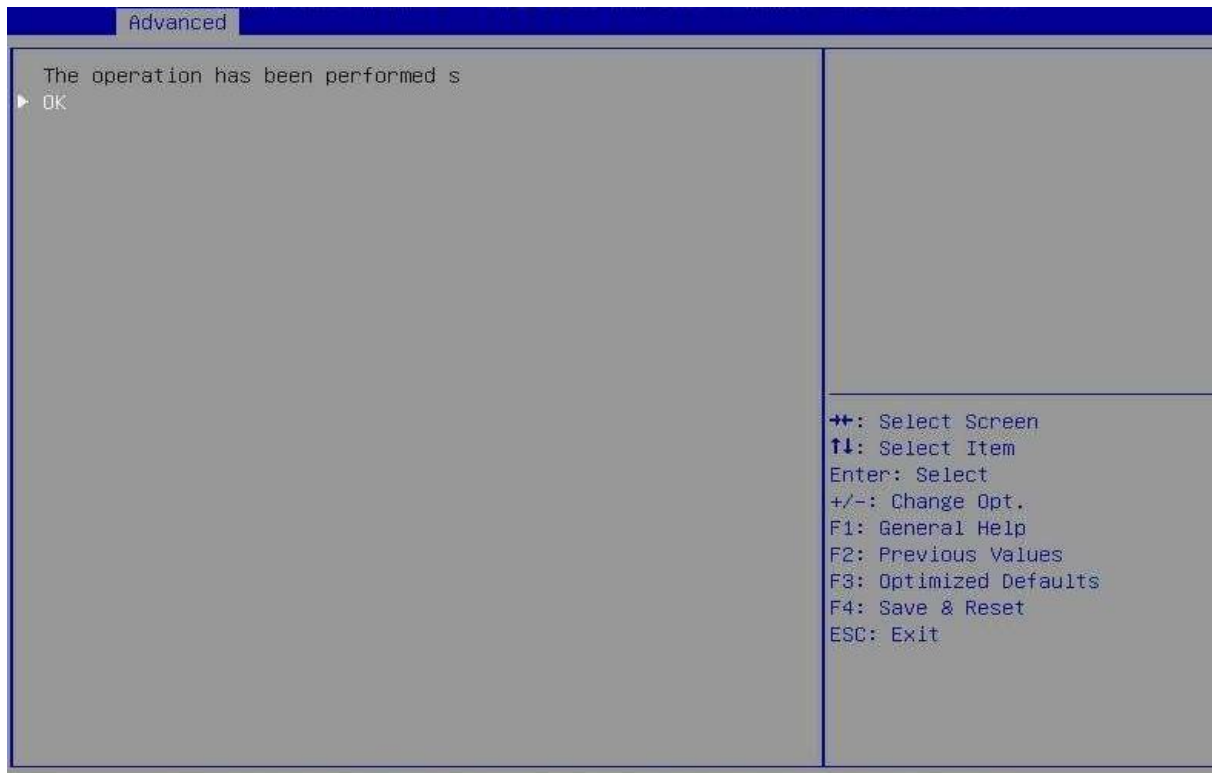 Advanced
The operation has been performed s
OK
→←: Select Screen
↑↓: Select Item
Enter: Select
+/-: Change Opt.
F1: General Help
F2: Previous Values
F3: Optimized Defaults
F4: Save & Reset
ESC: Exit